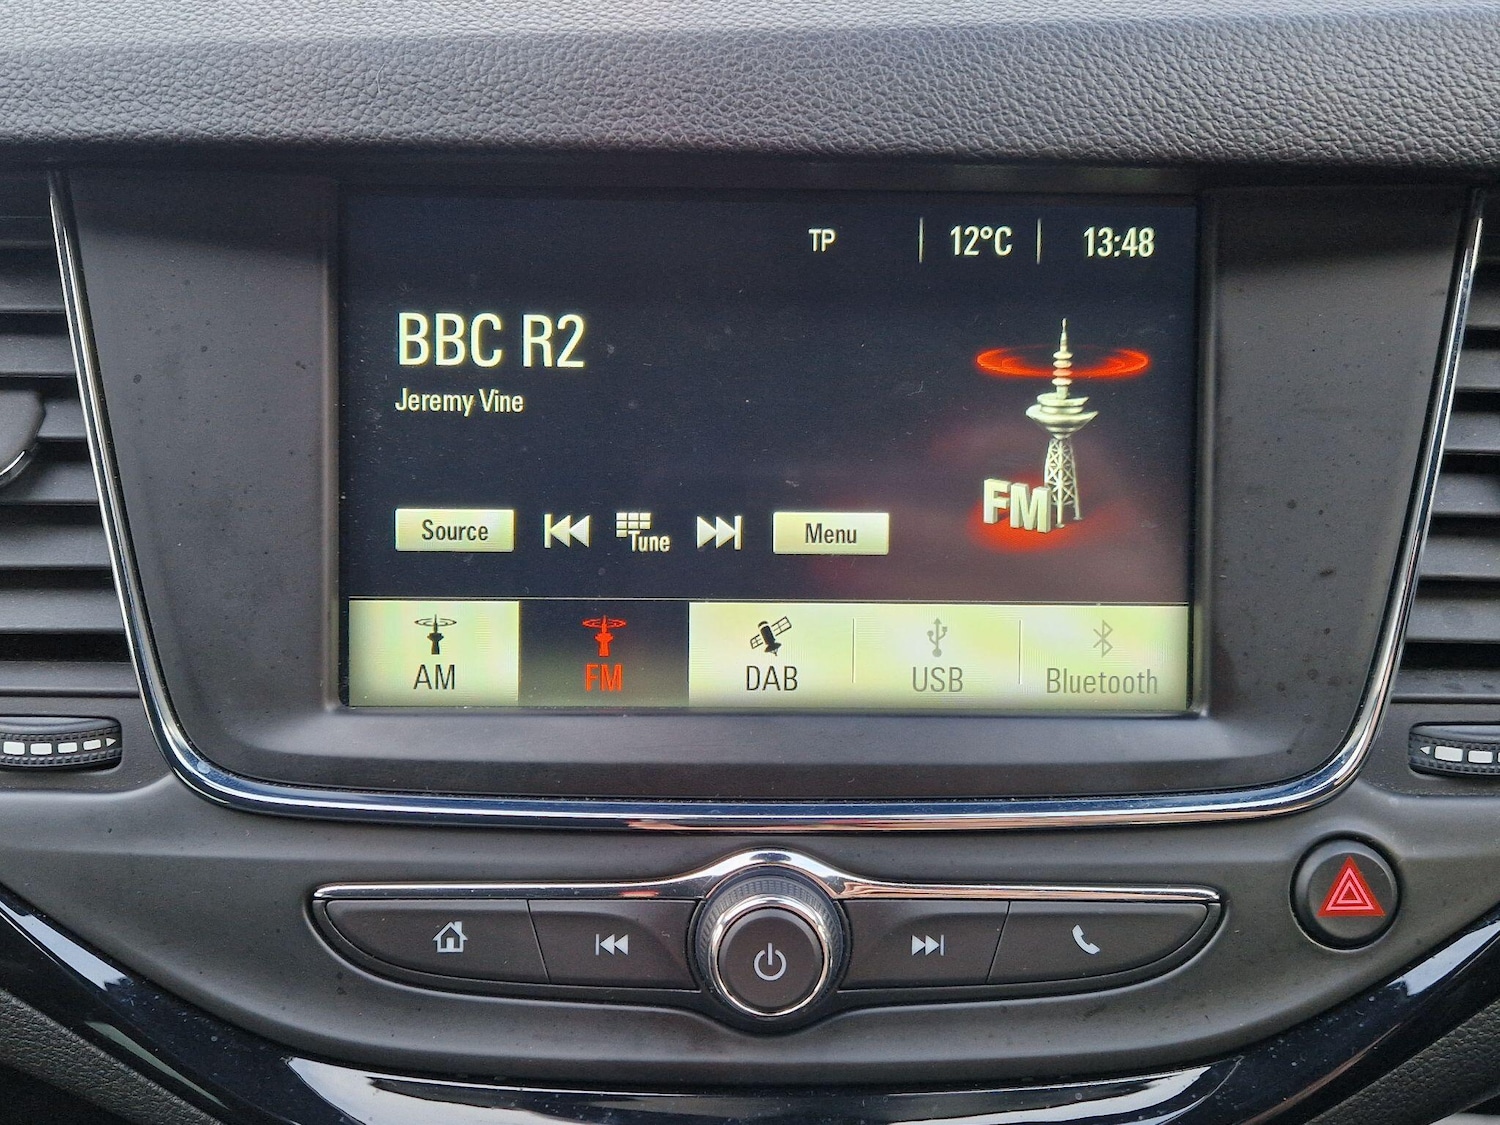 TP 12°C 13:48
BBC R2
Jeremy Vine
FM
Source Tune Menu
AM FM DAB USB Bluetooth